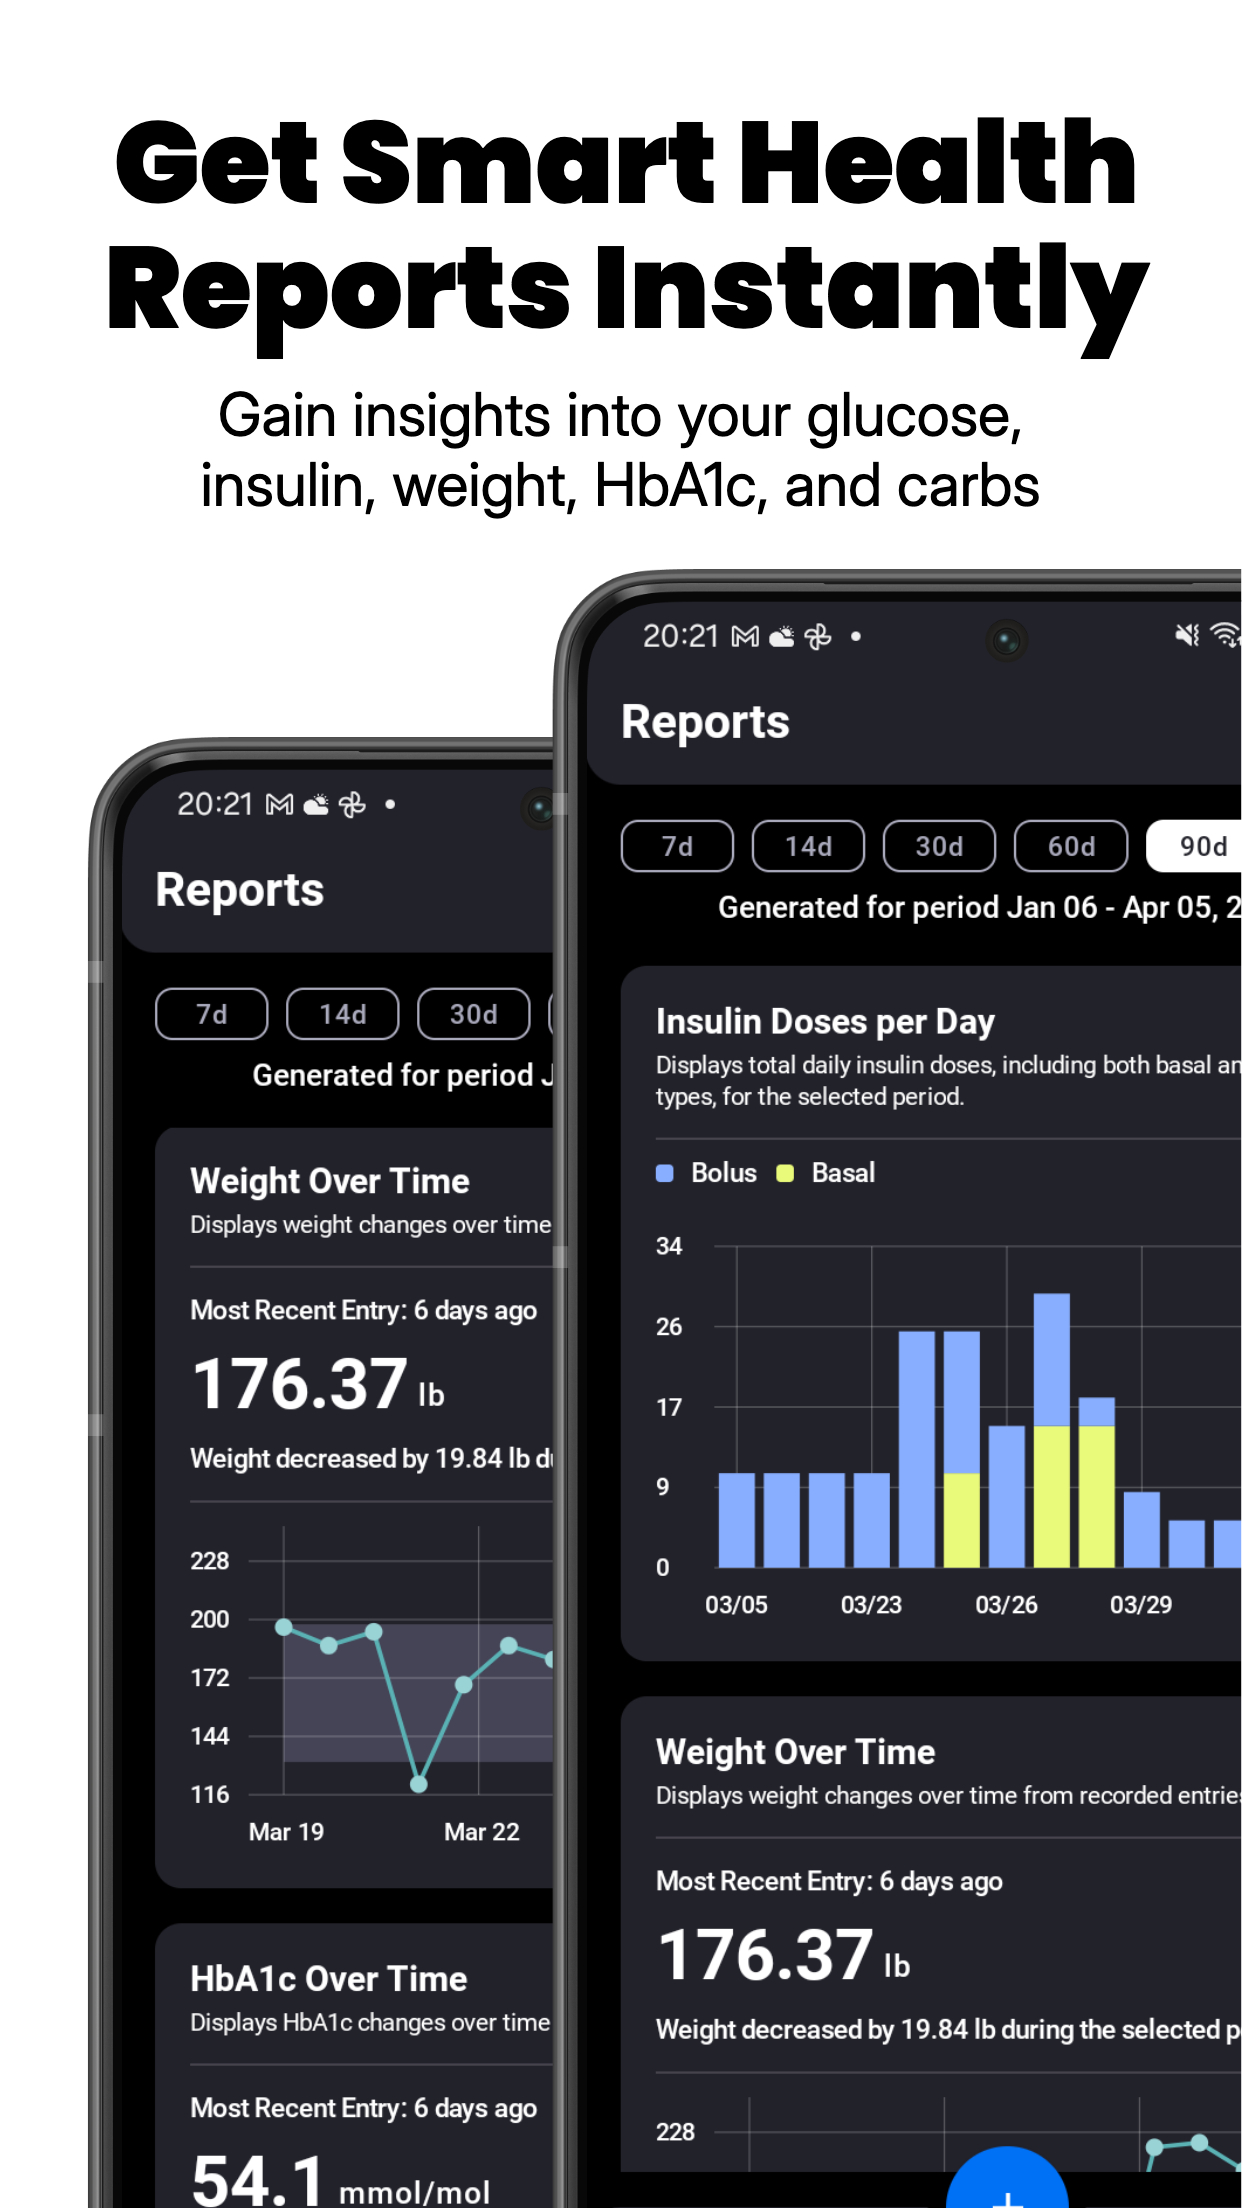 Get Smart Health
Reports Instantly
Gain insights into your glucose,
insulin, weight, HbA1c, and carbs
20:21
Reports
7d 14d 30d
Generated for period
Weight Over Time
Displays weight changes over time
Most Recent Entry: 6 days ago
176.37 lb
Weight decreased by 19.84 lb
228
200
172
144
116
Mar 19 Mar 22
HbA1c Over Time
Displays HbA1c changes over time
Most Recent Entry: 6 days ago
54.1 mmol/mol
20:21
Reports
7d 14d 30d 60d 90d
Generated for period Jan 06 - Apr 05, 2
Insulin Doses per Day
Displays total daily insulin doses, including both basal
types, for the selected period.
Bolus Basal
34
26
17
9
0
03/05 03/23 03/26 03/29
Weight Over Time
Displays weight changes over time from recorded
Most Recent Entry: 6 days ago
176.37 lb
Weight decreased by 19.84 lb during the selected
228
+